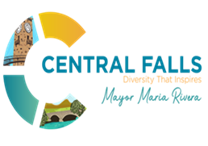 CENTRAL FALLS
Diversity That Inspires
Mayor Maria Rivera